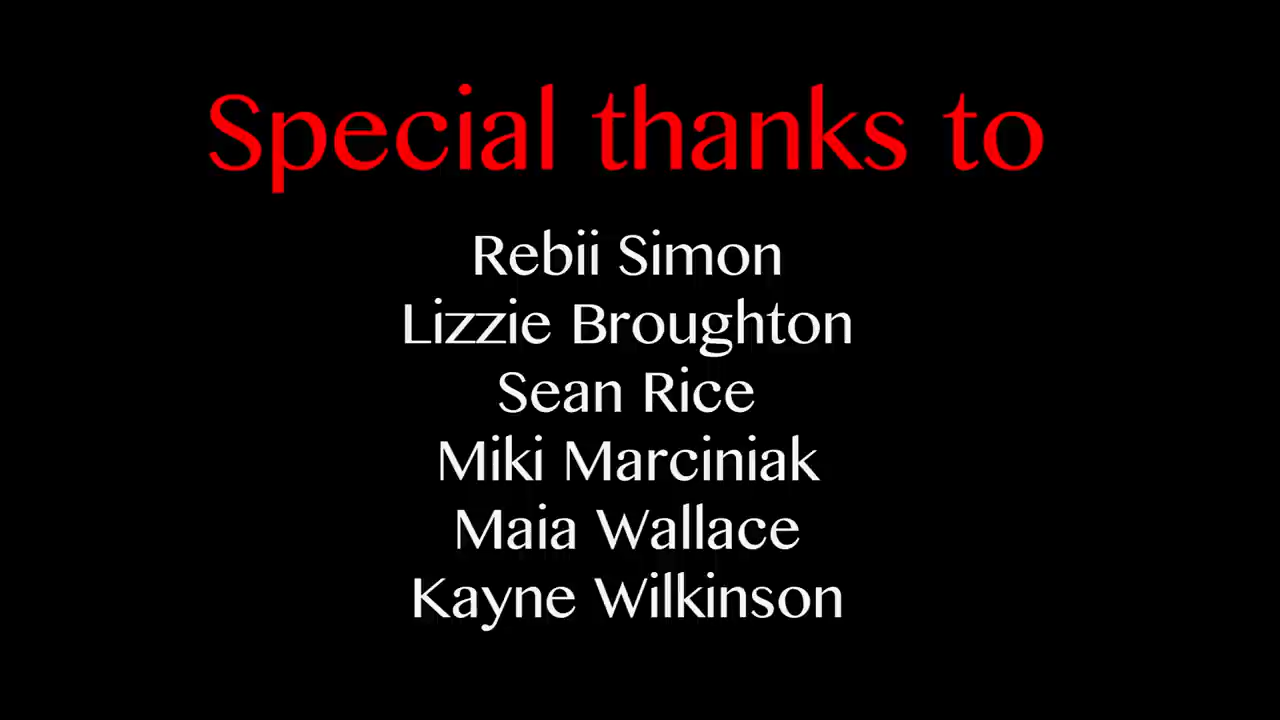 Special thanks to
Rebii Simon
Lizzie Broughton
Sean Rice
Miki Marciniak
Maia Wallace
Kayne Wilkinson